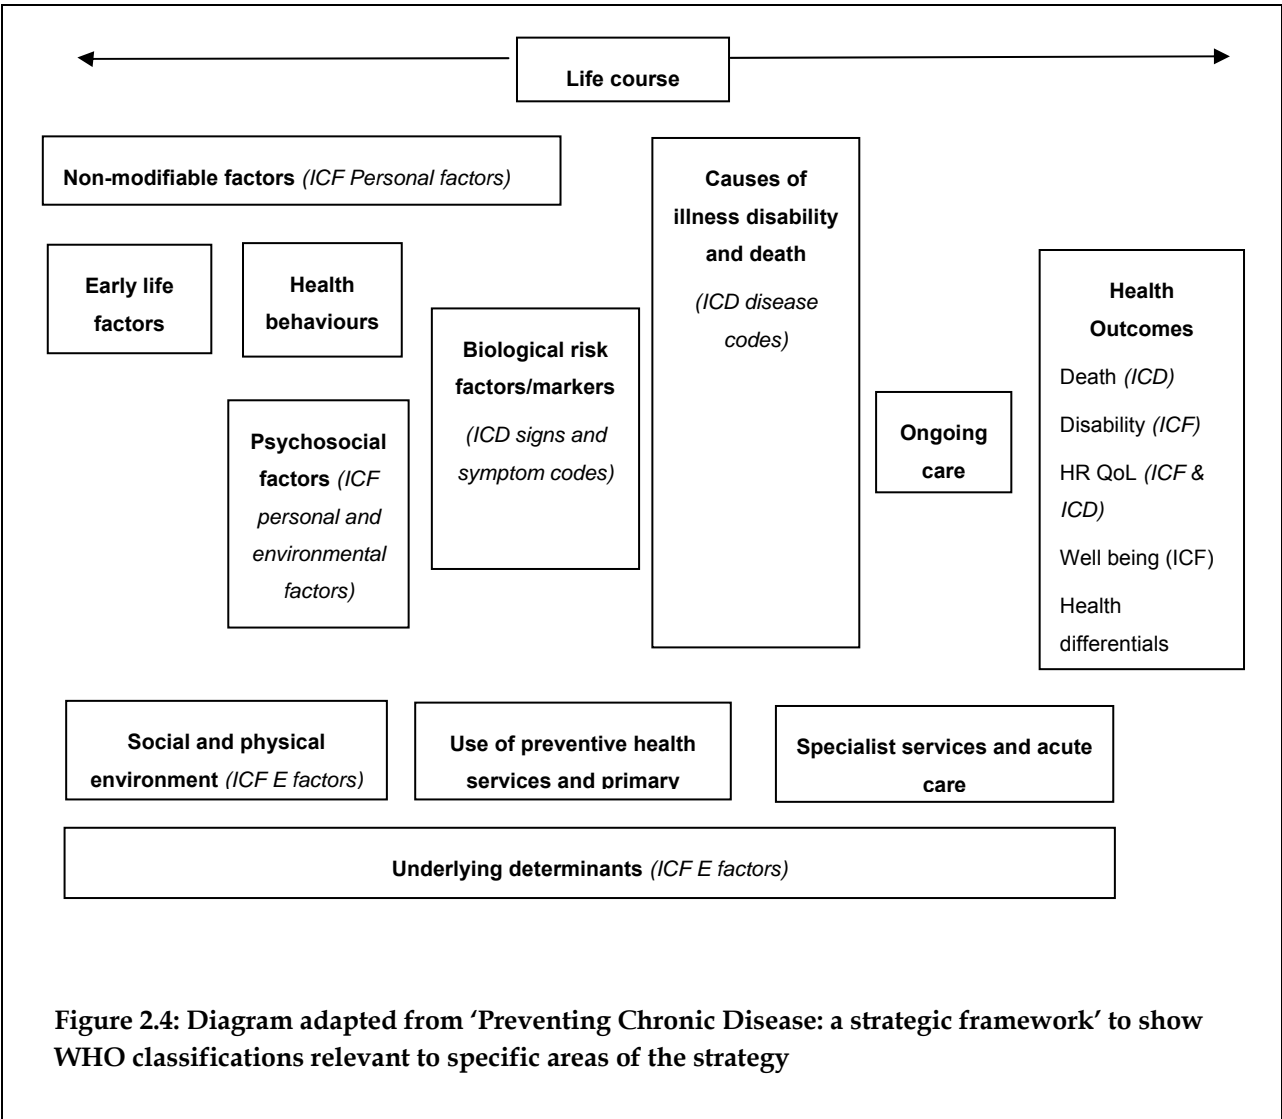 Life course
Non-modifiable factors (ICF Personal factors)
Early life
factors
Health
behaviours
Psychosocial
factors (ICF
personal and
environmental
factors)
Biological risk
factors/markers
(ICD signs and
symptom codes)
Causes of
illness disability
and death
(ICD disease
codes)
Ongoing
care
Health
Outcomes
Death (ICD)
Disability (ICF)
HR QoL (ICF &
ICD)
Well being (ICF)
Health
differentials
Social and physical
environment (ICF E factors)
Use of preventive health
services and primary
Specialist services and acute
care
Underlying determinants (ICF E factors)
Figure 2.4: Diagram adapted from ‘Preventing Chronic Disease: a strategic framework’ to show
WHO classifications relevant to specific areas of the strategy